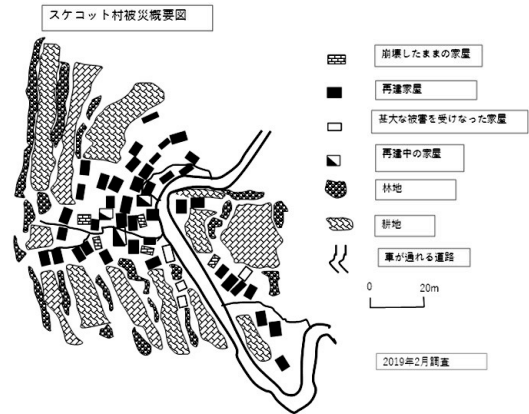 スケコット村被災概要図
崩壊したままの家屋
再建家屋
甚大な被害を受けなった家屋
再建中の家屋
林地
耕地
車が通れる道路
0 20m
2019年2月調査